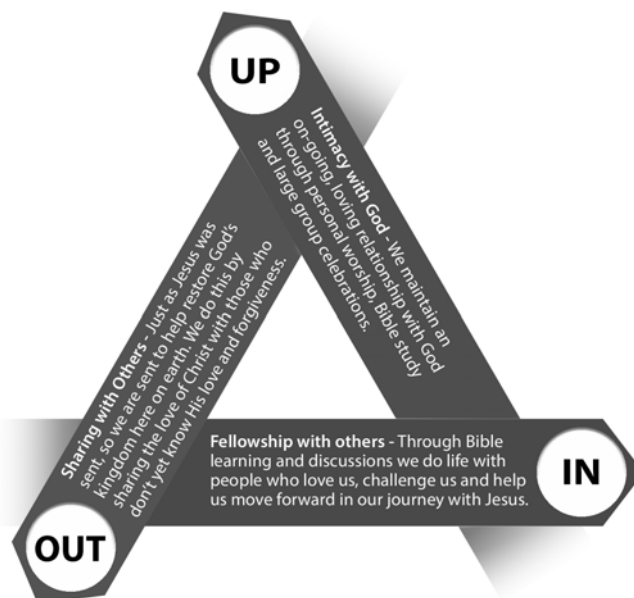 UP
Intimacy with God - We maintain an
on-going, loving relationship with God
through personal worship, Bible study
and large group celebrations.
Sharing with Others - Just as Jesus was
sent, so we are sent to help restore God's
kingdom here on earth. We do this by
sharing the love of Christ with those who
don't yet know His love and forgiveness.
OUT
Fellowship with others - Through Bible
learning and discussions we do life with
people who love us, challenge us and help
us move forward in our journey with Jesus.
IN